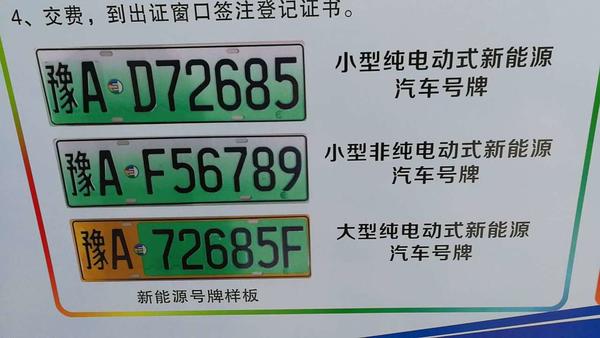 4、交费，到出证窗口签注登记证书。
豫A D72685
小型纯电动式新能源
汽车号牌
豫A F56789
小型非纯电动式新能源
汽车号牌
豫A 72685F
大型纯电动式新能源
汽车号牌
新能源号牌样板